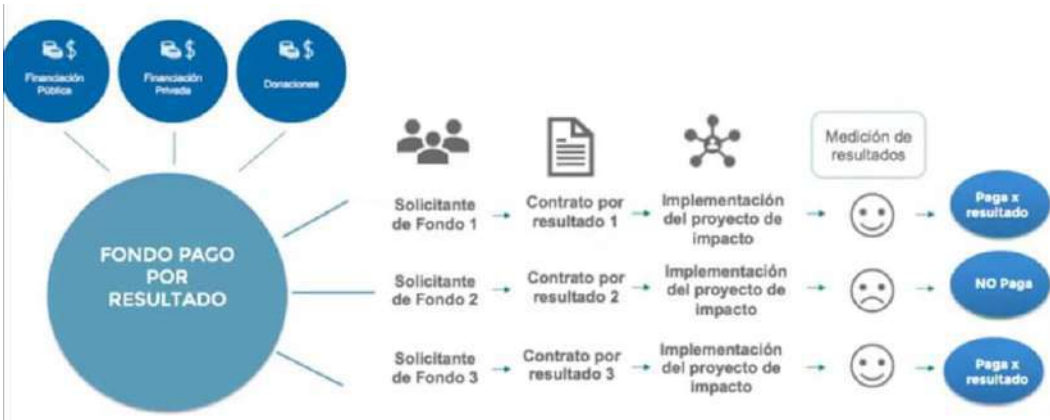 $
Financiación
Pública
$
Financiación
Privada
$
Donaciones
FONDO PAGO
POR
RESULTADO
Medición de
resultados
Solicitante
de Fondo 1
Contrato por
resultado 1
Implementación
del proyecto de
impacto
Paga x
resultado
Solicitante
de Fondo 2
Contrato por
resultado 2
Implementación
del proyecto de
impacto
NO Paga
Solicitante
de Fondo 3
Contrato por
resultado 3
Implementación
del proyecto de
impacto
Paga x
resultado